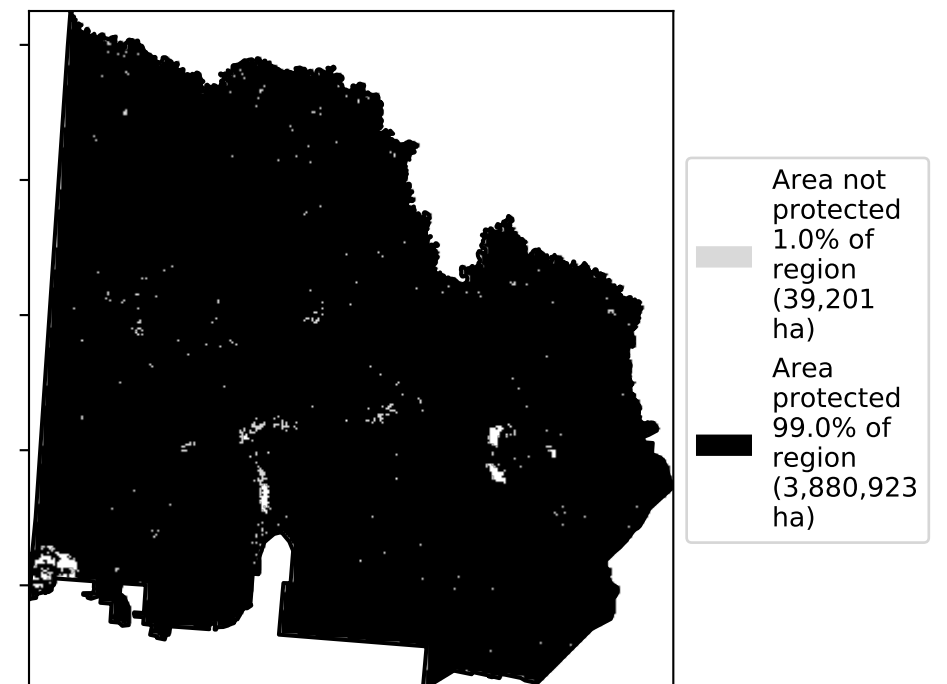 Area not
protected
1.0% of
region
(39,201
ha)
Area
protected
99.0% of
region
(3,880,923
ha)